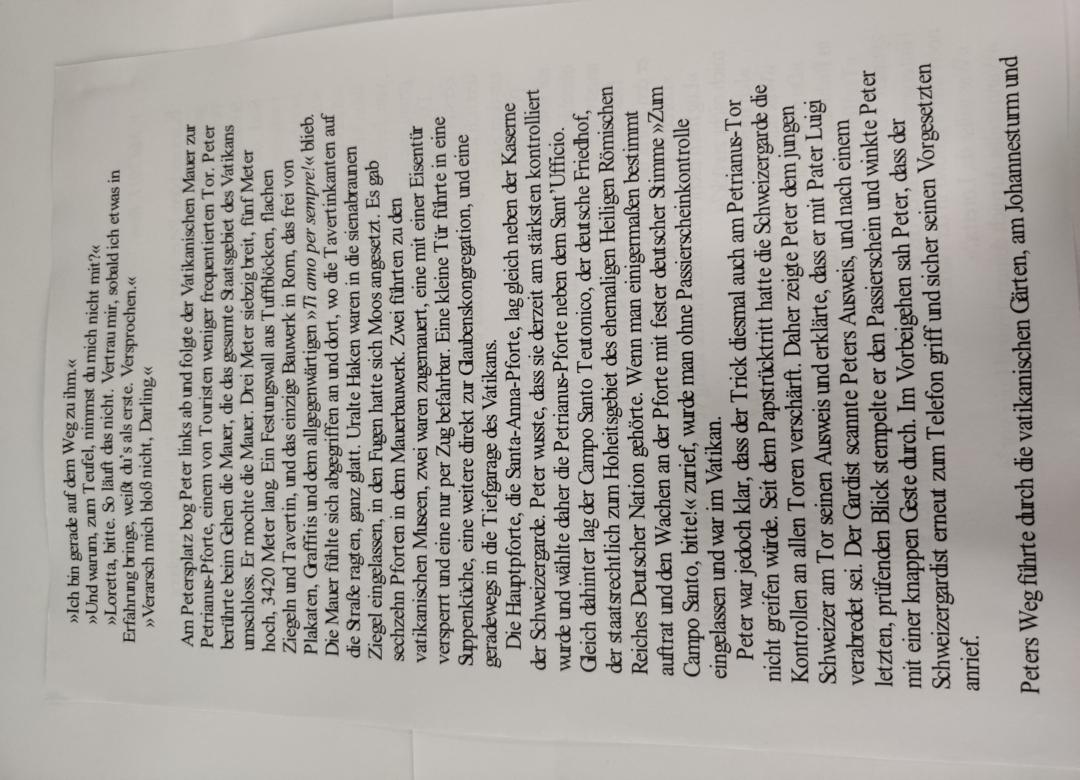 »Ich bin gerade auf dem Weg zu ihm.«
»Und warum, zum Teufel, nimmst du mich nicht mit?«
»Loretta, bitte. So läuft das nicht. Vertrau mir, sobald ich etwas in
Erfahrung bringe, weißt du's als erste. Versprochen.«
»Verarsch mich bloß nicht, Darling.«
Am Petersplatz bog Peter links ab und folgte der Vatikanischen Mauer zur
Petrianus-Pforte, einem von Touristen weniger frequentierten Tor. Peter
berührte beim Gehen die Mauer, die das gesamte Staatsgebiet des Vatikans
umschloss. Er mochte die Mauer. Drei Meter siebzig breit, fünf Meter
hoch, 3420 Meter lang. Ein Festungswall aus Tuffblöcken, flachen
Ziegeln und Tavertin, und das einzige Bauwerk in Rom, das frei von
Plakaten, Graffitis und dem allgegenwärtigen »Ti amo per sempre!« blieb.
Die Mauer fühlte sich abgegriffen an und dort, wo die Tavertinkanten auf
die Straße ragten, ganz glatt. Uralte Haken waren in die sienabraunen
Ziegel eingelassen, in den Fugen hatte sich Moos angesetzt. Es gab
sechzehn Pforten in dem Mauerbauwerk. Zwei führten zu den
vatikanischen Museen, zwei waren zugemauert, eine mit einer Eisentür
versperrt und eine nur per Zug befahrbar. Eine kleine Tür führte in eine
Suppenküche, eine weitere direkt zur Glaubenskongregation, und eine
geradewegs in die Tiefgarage des Vatikans.
Die Hauptpforte, die Santa-Anna-Pforte, lag gleich neben der Kaserne
der Schweizergarde. Peter wusste, dass sie derzeit am stärksten kontrolliert
wurde und wählte daher die Petrianus-Pforte neben dem Sant' Ufficio.
Gleich dahinter lag der Campo Santo Teutonico, der deutsche Friedhof,
der staatsrechtlich zum Hoheitsgebiet des ehemaligen Heiligen Römischen
Reiches Deutscher Nation gehörte. Wenn man einigermaßen bestimmt
auftrat und den Wachen an der Pforte mit fester deutscher Stimme »Zum
Campo Santo, bitte!« zurief, wurde man ohne Passierscheinkontrolle
eingelassen und war im Vatikan.
Peter war jedoch klar, dass der Trick diesmal auch am Petrianus-Tor
nicht greifen würde. Seit dem Papstrücktritt hatte die Schweizergarde die
Kontrollen an allen Toren verschärft. Daher zeigte Peter dem jungen
Schweizer am Tor seinen Ausweis und erklärte, dass er mit Pater Luigi
verabredet sei. Der Gardist scannte Peters Ausweis, und nach einem
letzten, prüfenden Blick stempelte er den Passierschein und winkte Peter
mit einer knappen Geste durch. Im Vorbeigehen sah Peter, dass der
Schweizergardist erneut zum Telefon griff und sicher seinen Vorgesetzten
anrief.
Peters Weg führte durch die vatikanischen Gärten, am Johannesturm und